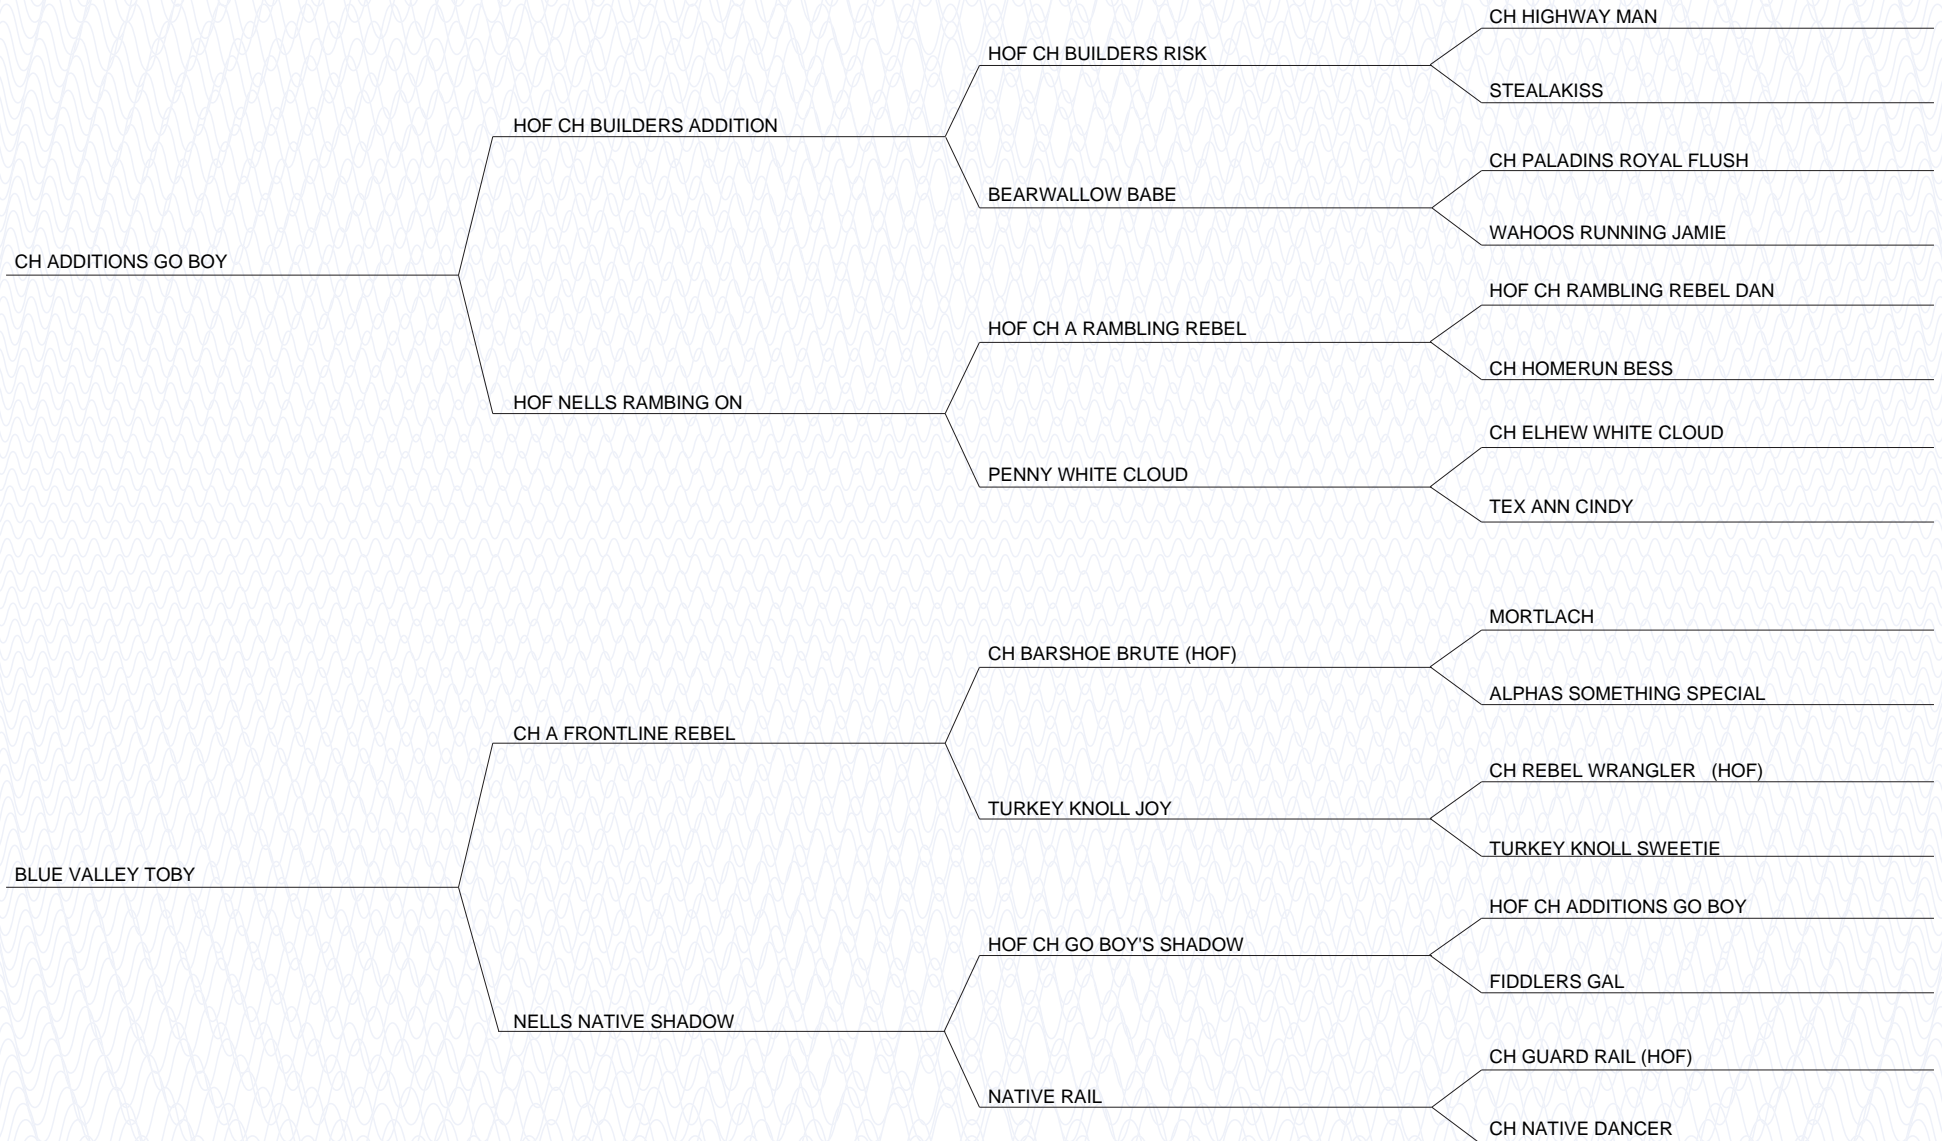 CH HIGHWAY MAN
HOF CH BUILDERS RISK
STEALAKISS
HOF CH BUILDERS ADDITION
CH PALADINS ROYAL FLUSH
BEARWALLOW BABE
WAHOOS RUNNING JAMIE
CH ADDITIONS GO BOY
HOF CH RAMBLING REBEL DAN
HOF CH A RAMBLING REBEL
CH HOMERUN BESS
HOF NELLS RAMBING ON
CH ELHEW WHITE CLOUD
PENNY WHITE CLOUD
TEX ANN CINDY
MORTLACH
CH BARSHOE BRUTE (HOF)
ALPHAS SOMETHING SPECIAL
CH A FRONTLINE REBEL
CH REBEL WRANGLER (HOF)
TURKEY KNOLL JOY
TURKEY KNOLL SWEETIE
BLUE VALLEY TOBY
HOF CH ADDITIONS GO BOY
HOF CH GO BOY'S SHADOW
FIDDLERS GAL
NELLS NATIVE SHADOW
CH GUARD RAIL (HOF)
NATIVE RAIL
CH NATIVE DANCER